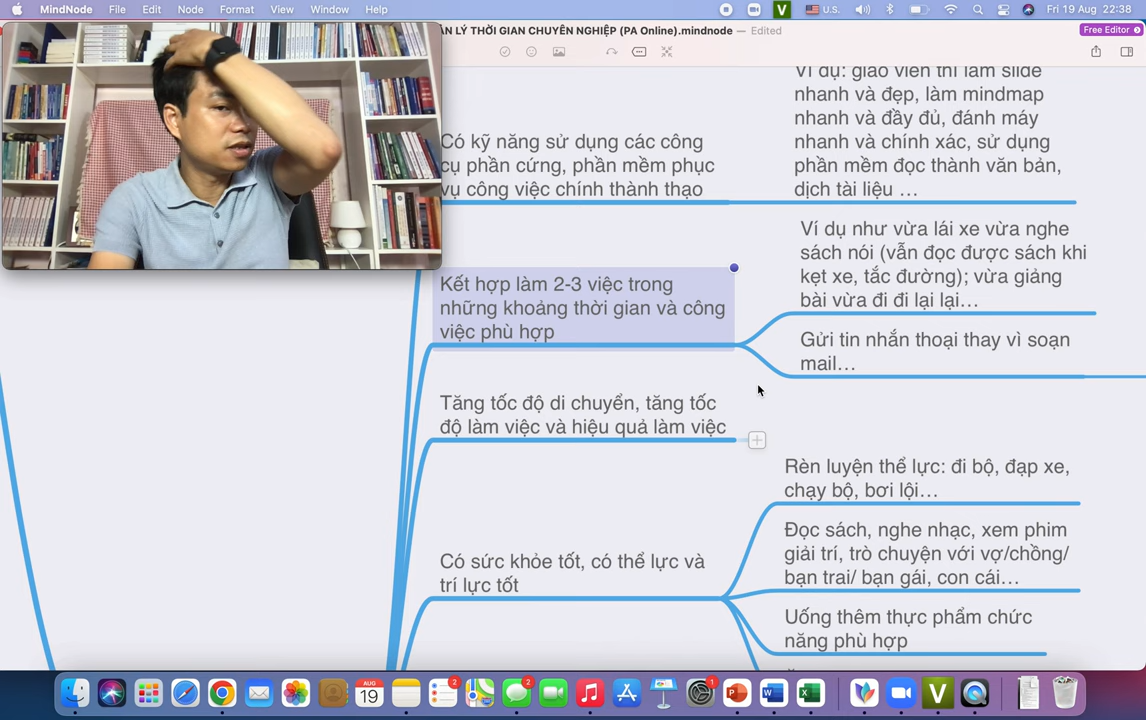 MindNode File Edit Node Format View Window Help
U.S. Fri 19 Aug 22:38
ẢN LÝ THỜI GIAN CHUYÊN NGHIỆP (PA Online).mindnode — Edited
Free Editor
Có kỹ năng sử dụng các công
cụ phần cứng, phần mềm phục
vụ công việc chính thành thạo
Ví dụ: giáo viên thì làm slide
nhanh và đẹp, làm mindmap
nhanh và đầy đủ, đánh máy
nhanh và chính xác, sử dụng
phần mềm đọc thành văn bản,
dịch tài liệu ...
Kết hợp làm 2-3 việc trong
những khoảng thời gian và công
việc phù hợp
Ví dụ như vừa lái xe vừa nghe
sách nói (vẫn đọc được sách khi
kẹt xe, tắc đường); vừa giảng
bài vừa đi đi lại lại...
Gửi tin nhắn thoại thay vì soạn
mail...
Tăng tốc độ di chuyển, tăng tốc
độ làm việc và hiệu quả làm việc
Có sức khỏe tốt, có thể lực và
trí lực tốt
Rèn luyện thể lực: đi bộ, đạp xe,
chạy bộ, bơi lội...
Đọc sách, nghe nhạc, xem phim
giải trí, trò chuyện với vợ/chồng/
bạn trai/ bạn gái, con cái...
Uống thêm thực phẩm chức
năng phù hợp
AUG
19
2
2
1